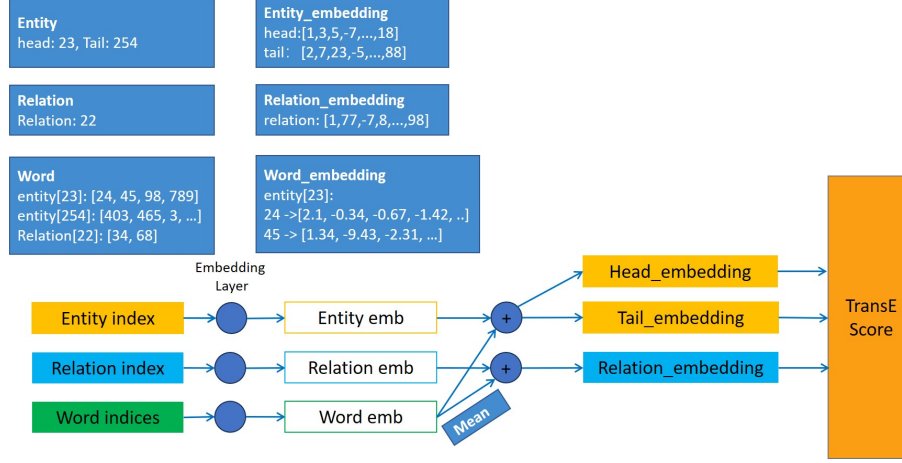 Entity
head: 23, Tail: 254
Entity_embedding
head:[1,3,5,-7,...,18]
tail: [2,7,23,-5,...,88]
Relation
Relation: 22
Relation_embedding
relation: [1,77,-7,8,...,98]
Word
entity[23]: [24, 45, 98, 789]
entity[254]: [403, 465, 3, ...]
Relation[22]: [34, 68]
Word_embedding
entity[23]:
24 ->[2.1, -0.34, -0.67, -1.42, ..]
45 -> [1.34, -9.43, -2.31, ...]
Embedding
Layer
Entity index
Entity emb
+
Head_embedding
Tail_embedding
Relation index
Relation emb
+
Relation_embedding
Word indices
Word emb
Mean
TransE
Score